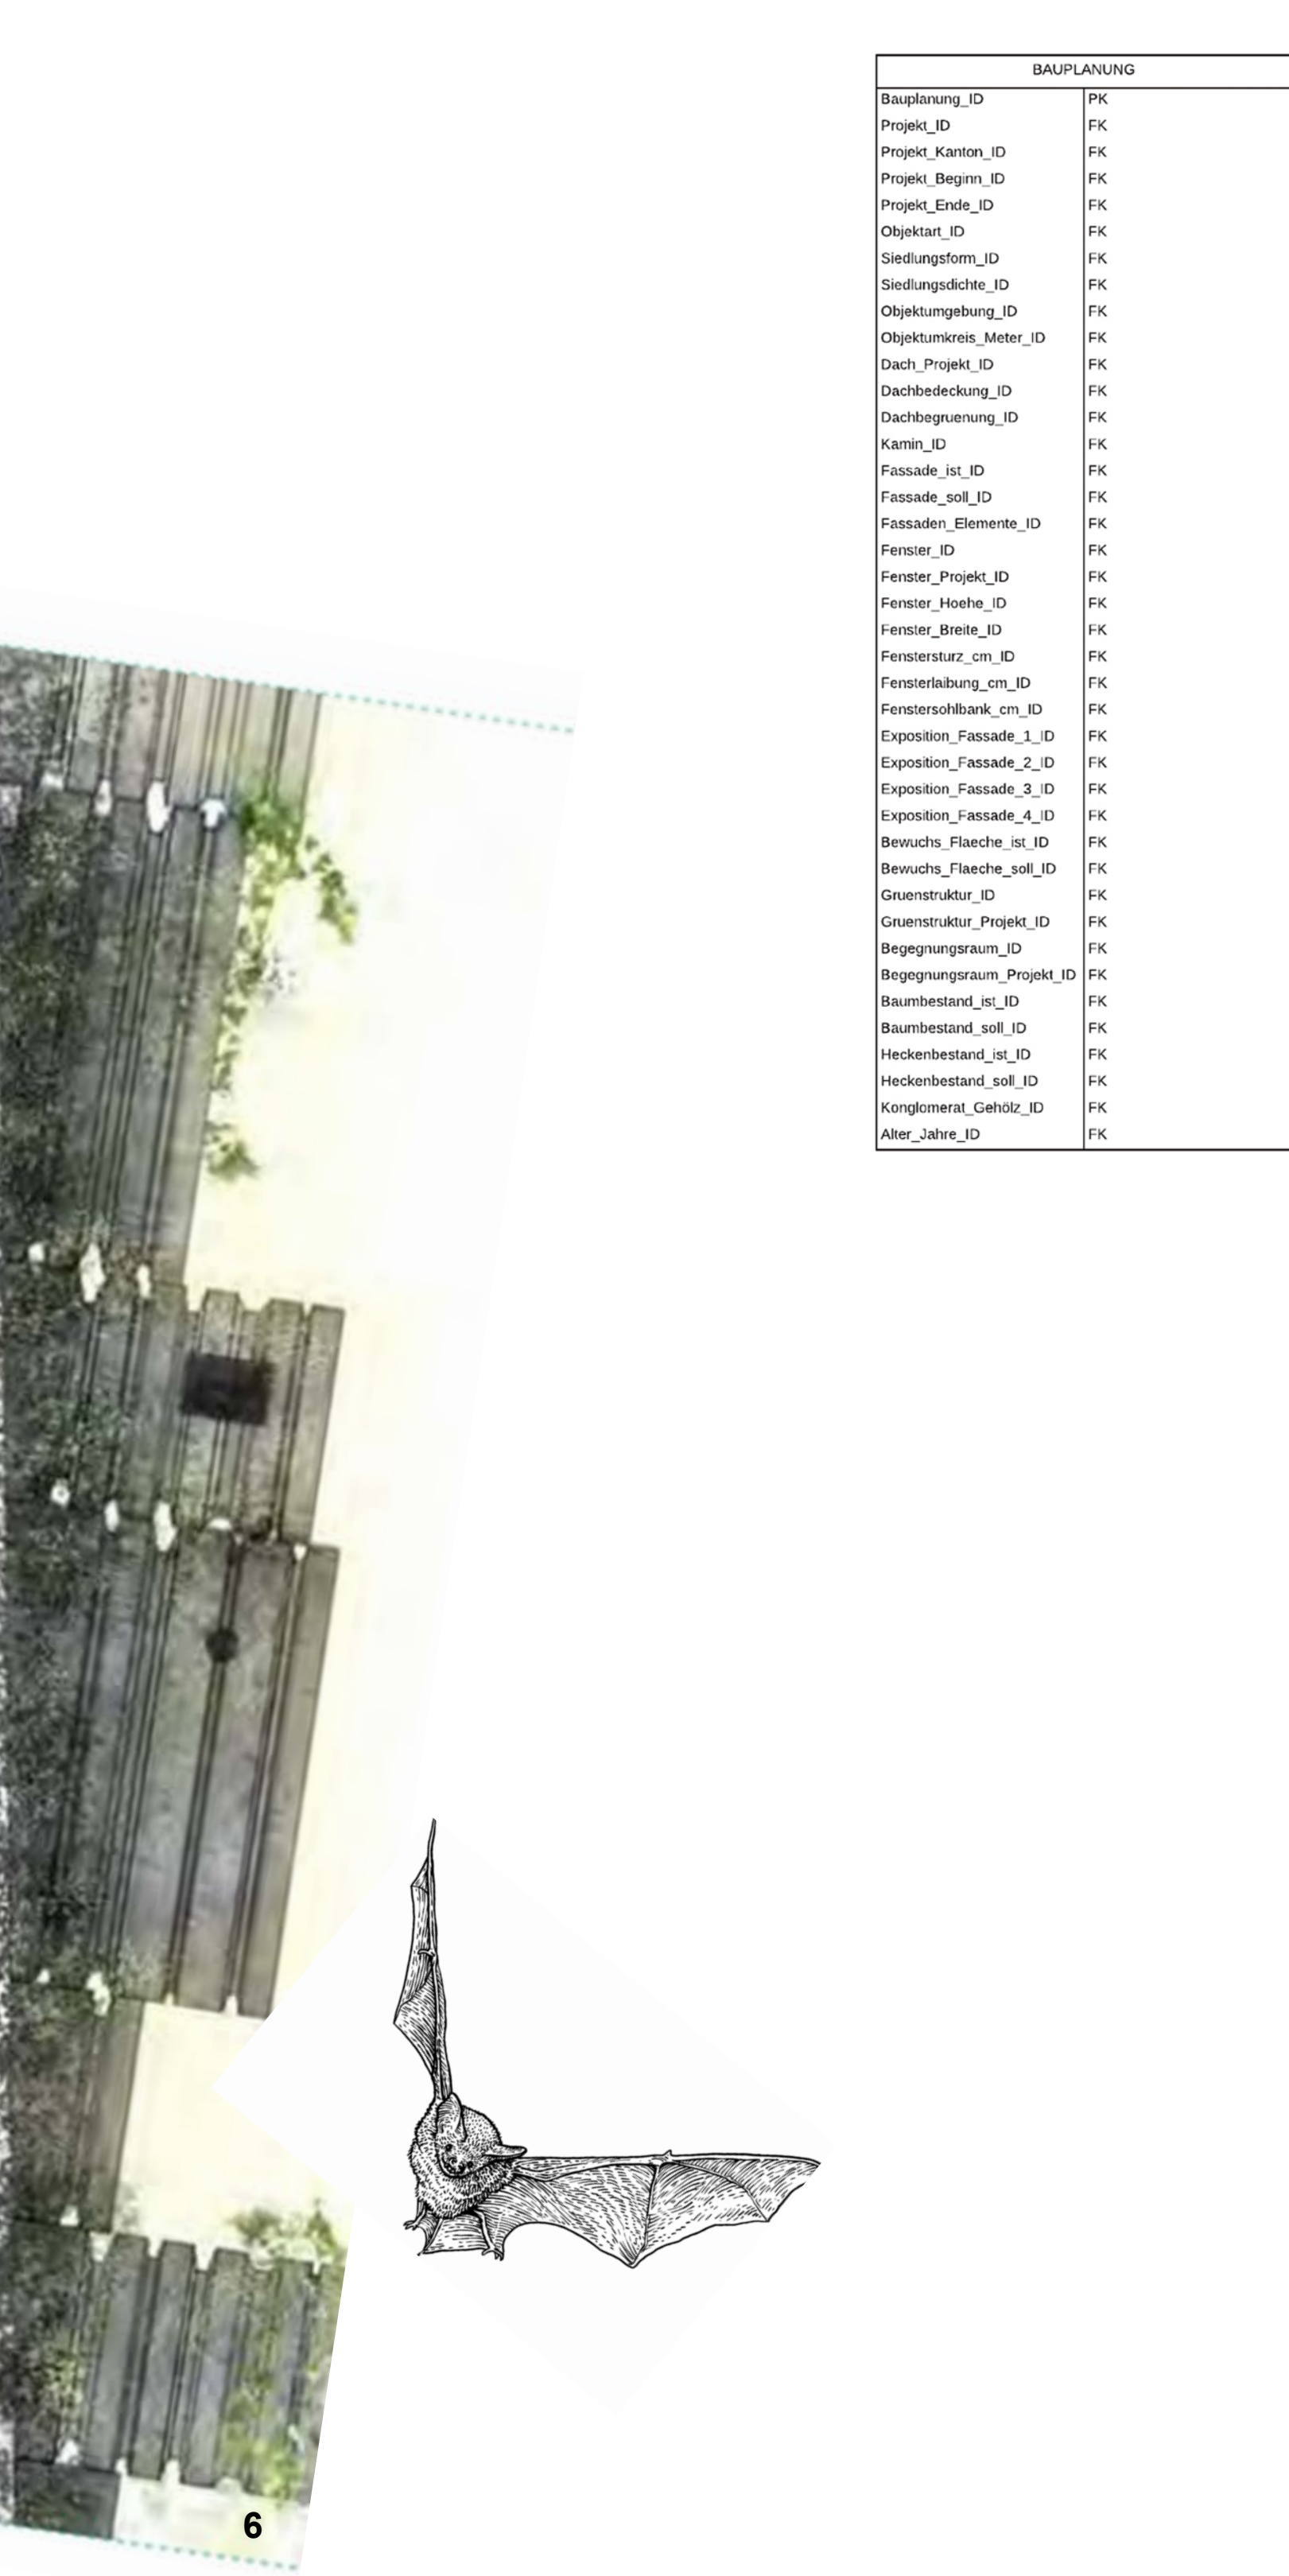 BAUPLANUNG
Bauplanung_ID PK
Projekt_ID FK
Projekt_Kanton_ID FK
Projekt_Beginn_ID FK
Projekt_Ende_ID FK
Objektart_ID FK
Siedlungsform_ID FK
Siedlungsdichte_ID FK
Objektumgebung_ID FK
Objektumkreis_Meter_ID FK
Dach_Projekt_ID FK
Dachbedeckung_ID FK
Dachbegruenung_ID FK
Kamin_ID FK
Fassade_ist_ID FK
Fassade_soll_ID FK
Fassaden_Elemente_ID FK
Fenster_ID FK
Fenster_Projekt_ID FK
Fenster_Hoehe_ID FK
Fenster_Breite_ID FK
Fenstersturz_cm_ID FK
Fensterlaibung_cm_ID FK
Fenstersohlbank_cm_ID FK
Exposition_Fassade_1_ID FK
Exposition_Fassade_2_ID FK
Exposition_Fassade_3_ID FK
Exposition_Fassade_4_ID FK
Bewuchs_Flaeche_ist_ID FK
Bewuchs_Flaeche_soll_ID FK
Gruenstruktur_ID FK
Gruenstruktur_Projekt_ID FK
Begegnungsraum_ID FK
Begegnungsraum_Projekt_ID FK
Baumbestand_ist_ID FK
Baumbestand_soll_ID FK
Heckenbestand_ist_ID FK
Heckenbestand_soll_ID FK
Konglomerat_Gehölz_ID FK
Alter_Jahre_ID FK
6